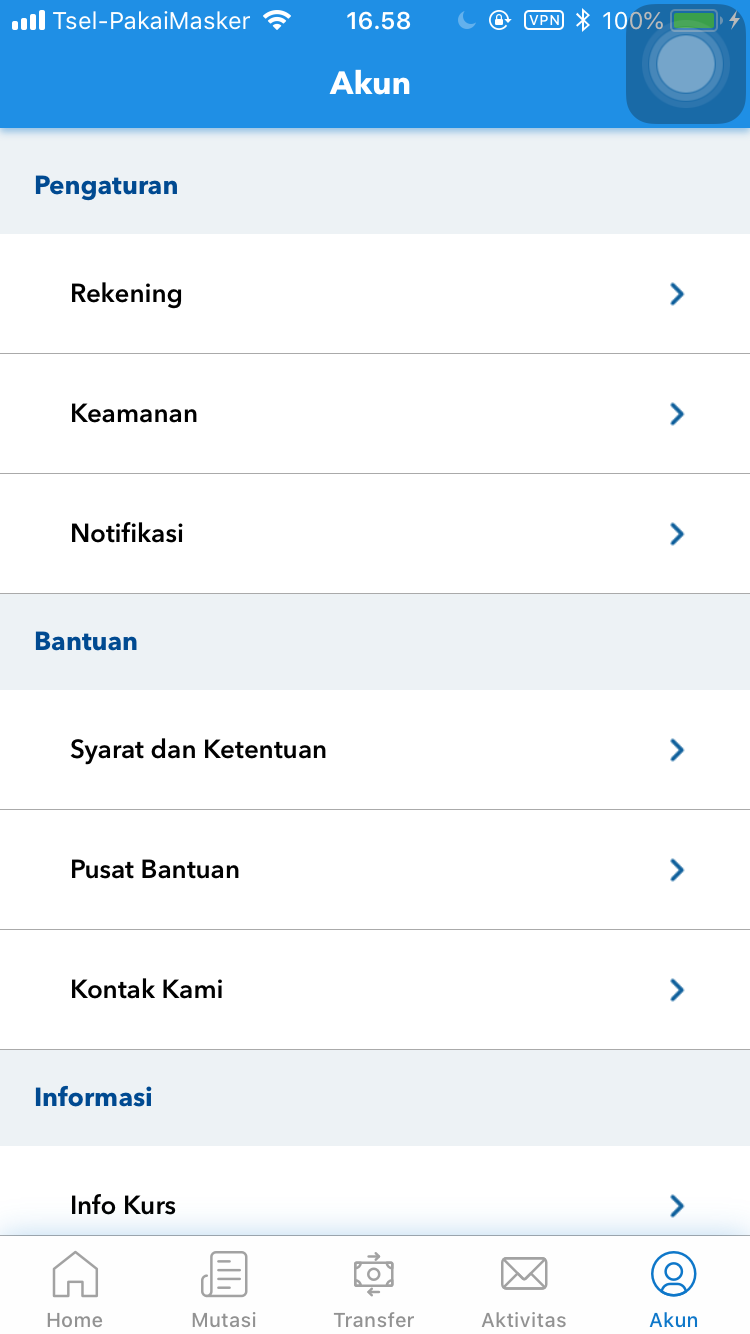 Tsel-PakaiMasker 16.58 VPN 100%
Akun
Pengaturan
Rekening
Keamanan
Notifikasi
Bantuan
Syarat dan Ketentuan
Pusat Bantuan
Kontak Kami
Informasi
Info Kurs
Home Mutasi Transfer Aktivitas Akun